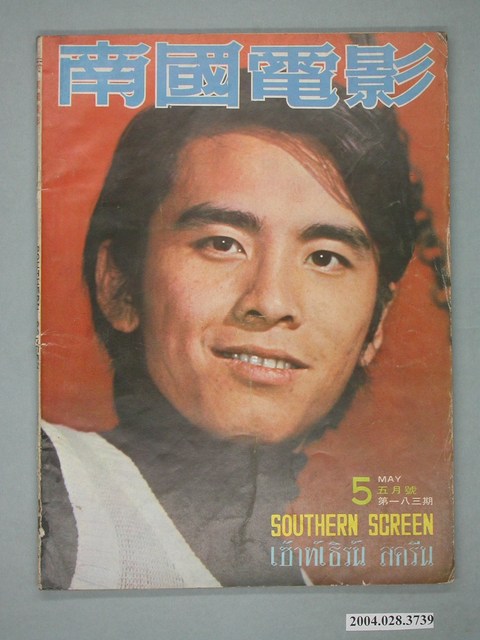 南國電影
5 MAY
五月號
第一八三期
SOUTHERN SCREEN
เซ้าท์เธิรน สครีน
2004.028.3739